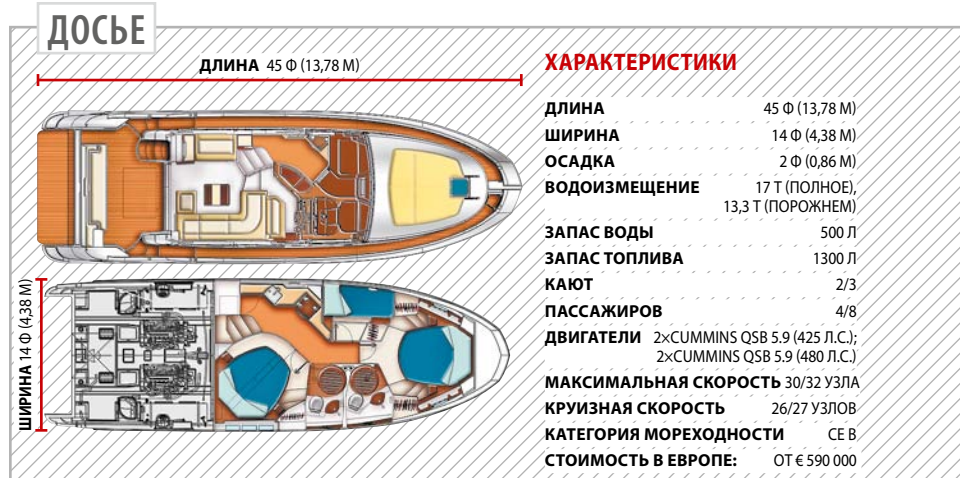 ДОСЬЕ
ДЛИНА 45 Ф (13,78 М)
ШИРИНА 14 Ф (4,38 М)
ХАРАКТЕРИСТИКИ
ДЛИНА 45 Ф (13,78 М)
ШИРИНА 14 Ф (4,38 М)
ОСАДКА 2 Ф (0,86 М)
ВОДОИЗМЕЩЕНИЕ 17 Т (ПОЛНОЕ),
13,3 Т (ПОРОЖНЕМ)
ЗАПАС ВОДЫ 500 Л
ЗАПАС ТОПЛИВА 1300 Л
КАЮТ 2/3
ПАССАЖИРОВ 4/8
ДВИГАТЕЛИ 2×CUMMINS QSB 5.9 (425 Л.С.);
2×CUMMINS QSB 5.9 (480 Л.С.)
МАКСИМАЛЬНАЯ СКОРОСТЬ 30/32 УЗЛА
КРУИЗНАЯ СКОРОСТЬ 26/27 УЗЛОВ
КАТЕГОРИЯ МОРЕХОДНОСТИ CE B
СТОИМОСТЬ В ЕВРОПЕ: ОТ € 590 000